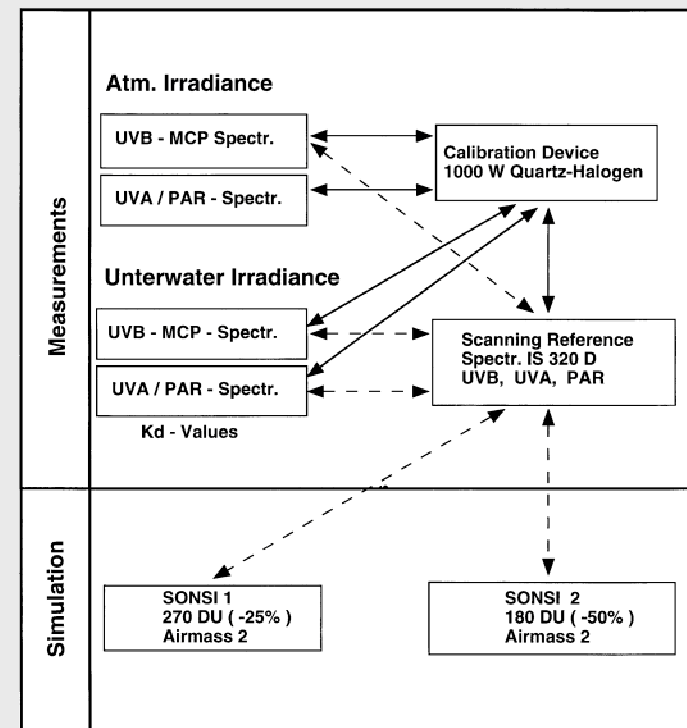 Measurements
Atm. Irradiance
UVB - MCP Spectr.
UVA / PAR - Spectr.
Calibration Device
1000 W Quartz-Halogen
Unterwater Irradiance
UVB - MCP - Spectr.
UVA / PAR - Spectr.
Kd - Values
Scanning Reference
Spectr. IS 320 D
UVB, UVA, PAR
Simulation
SONSI 1
270 DU ( -25% )
Airmass 2
SONSI 2
180 DU ( -50% )
Airmass 2